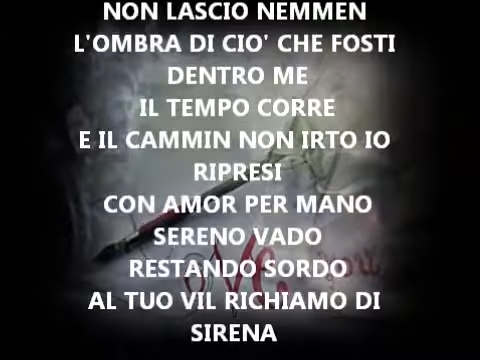 NON LASCIO NEMMEN
L'OMBRA DI CIO' CHE FOSTI
DENTRO ME
IL TEMPO CORRE
E IL CAMMIN NON IRTO IO
RIPRESI
CON AMOR PER MANO
SERENO VADO
RESTANDO SORDO
AL TUO VIL RICHIAMO DI
SIRENA